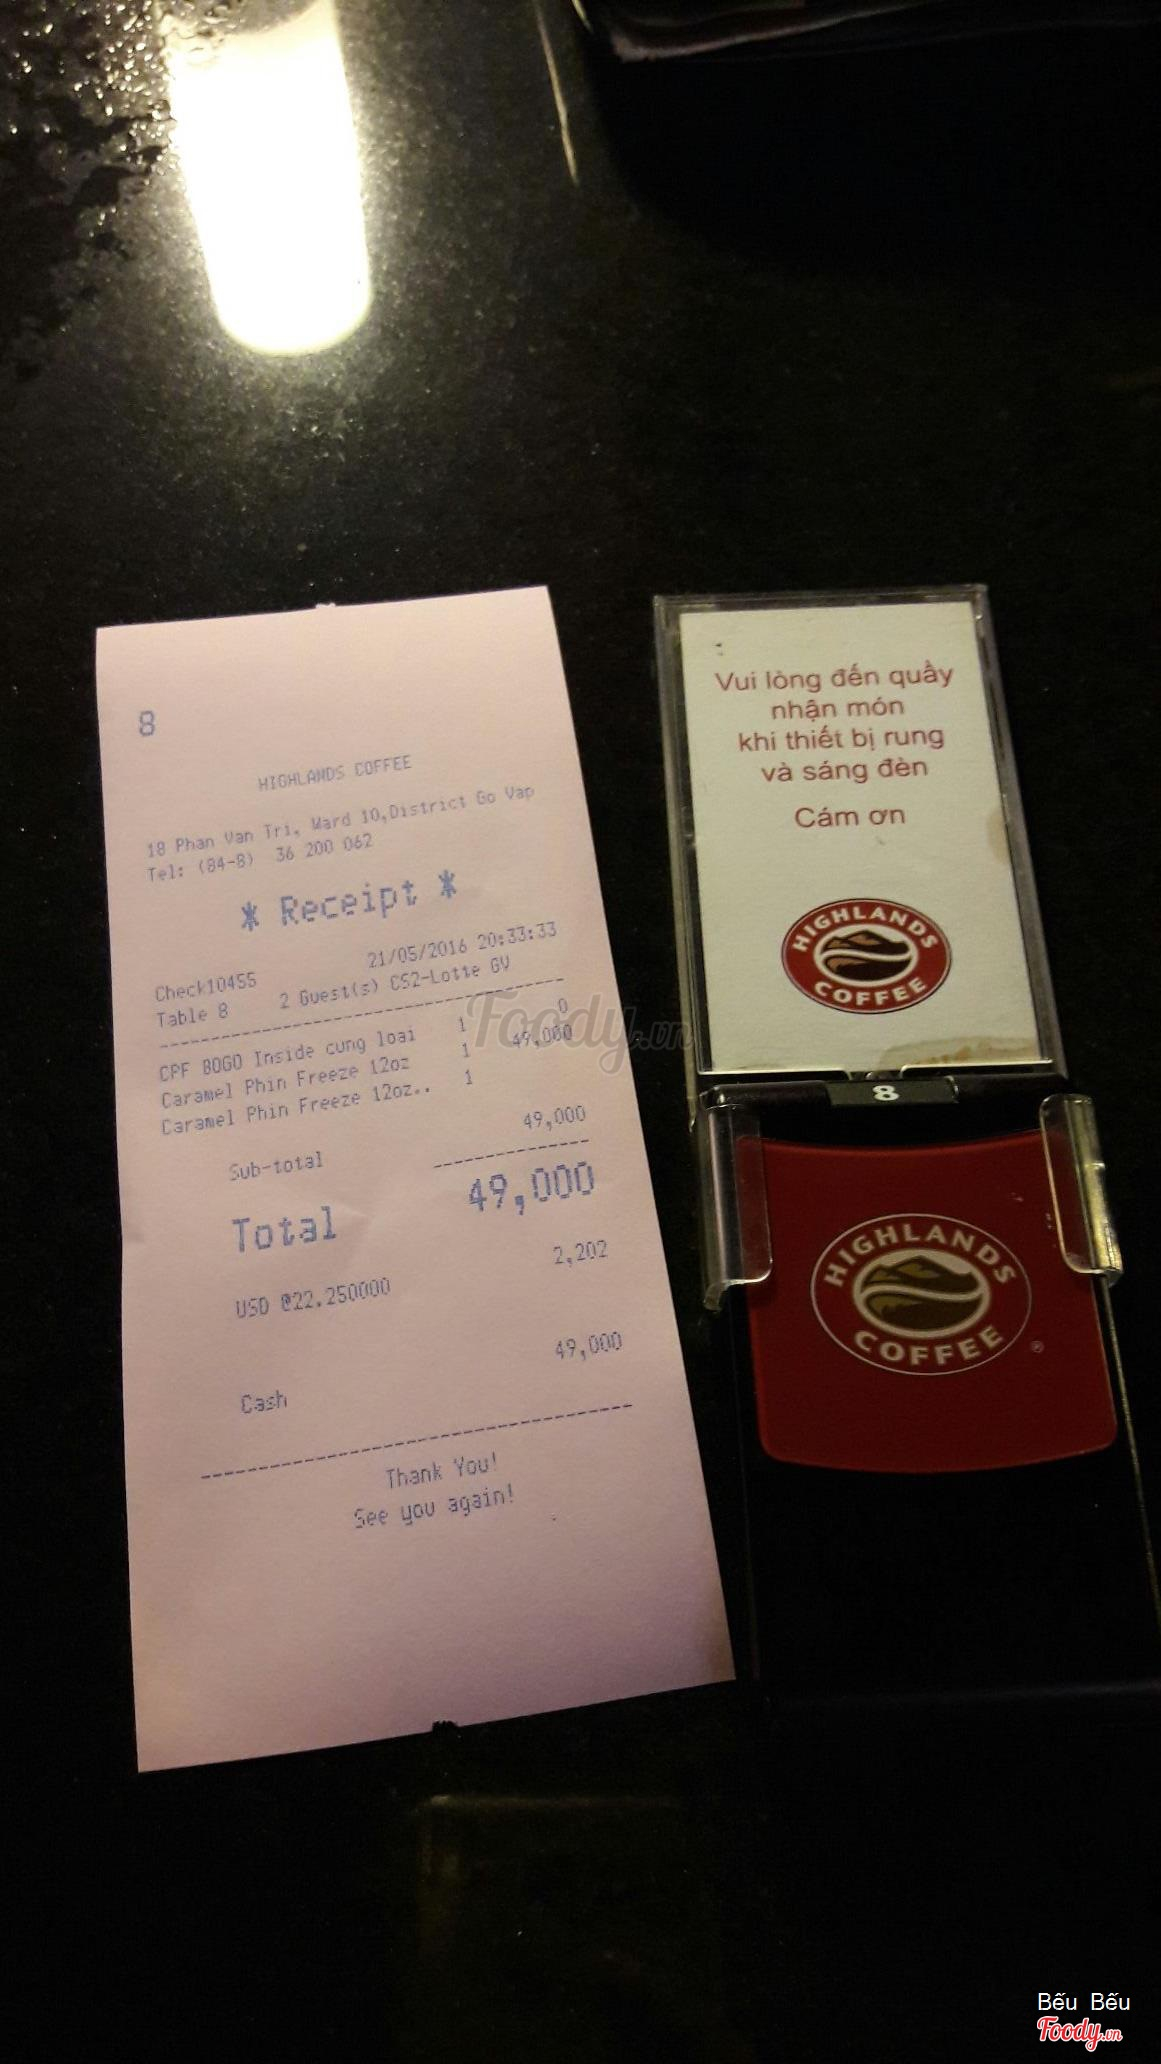 8
HIGHLANDS COFFEE
18 Phan Van Tri, Ward 10,District Go Vap
Tel: (84-8) 36 200 062
* Receipt *
21/05/2016 20:33:33
Check10455
Table 8 2 Guest(s) CS2-Lotte GV
CPF BOGO Inside cung loai 1 0
Caramel Phin Freeze 12oz 1 49,000
Caramel Phin Freeze 12oz.. 1
Sub-total 49,000
Total 49,000
USD @22.250000 2,202
Cash 49,000
Thank You!
See you again!
Vui lòng đến quầy
nhận món
khi thiết bị rung
và sáng đèn
Cám ơn
HIGHLANDS
COFFEE
8
HIGHLANDS
COFFEE
®
Foody.vn
Bếu Bếu
Foody.vn